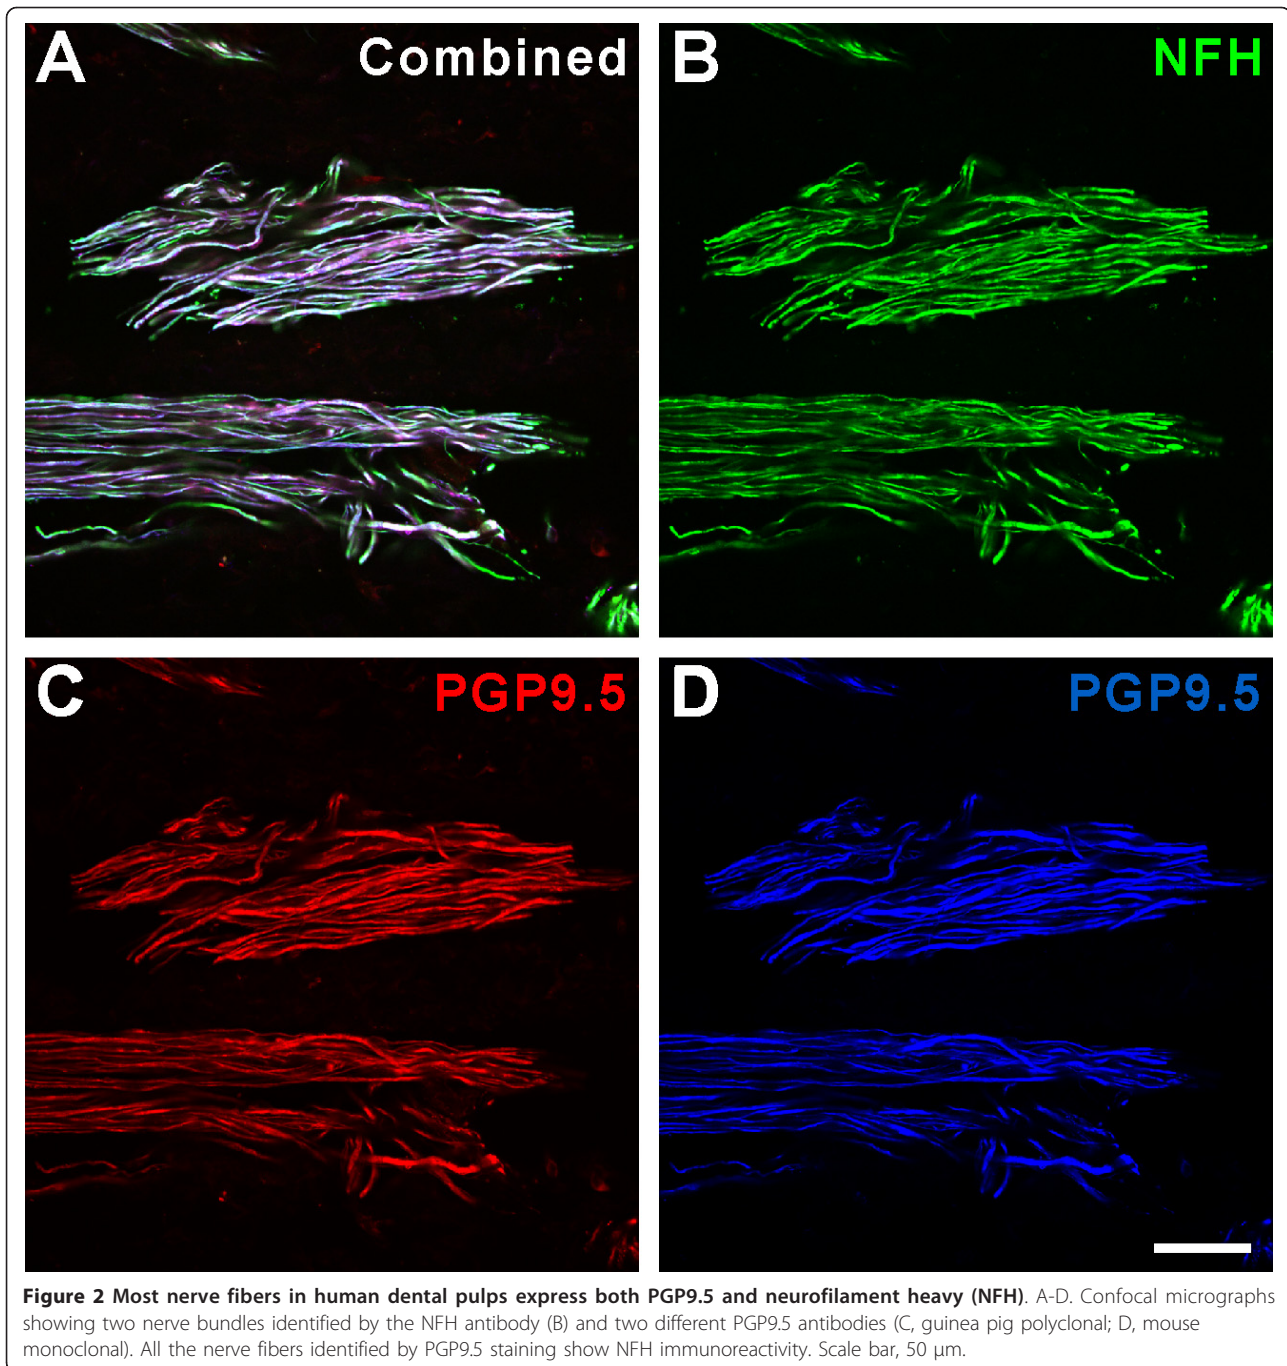 A
Combined
B
NFH
C
PGP9.5
D
PGP9.5
Figure 2 Most nerve fibers in human dental pulps express both PGP9.5 and neurofilament heavy (NFH). A-D. Confocal micrographs
showing two nerve bundles identified by the NFH antibody (B) and two different PGP9.5 antibodies (C, guinea pig polyclonal; D, mouse
monoclonal). All the nerve fibers identified by PGP9.5 staining show NFH immunoreactivity. Scale bar, 50 μm.